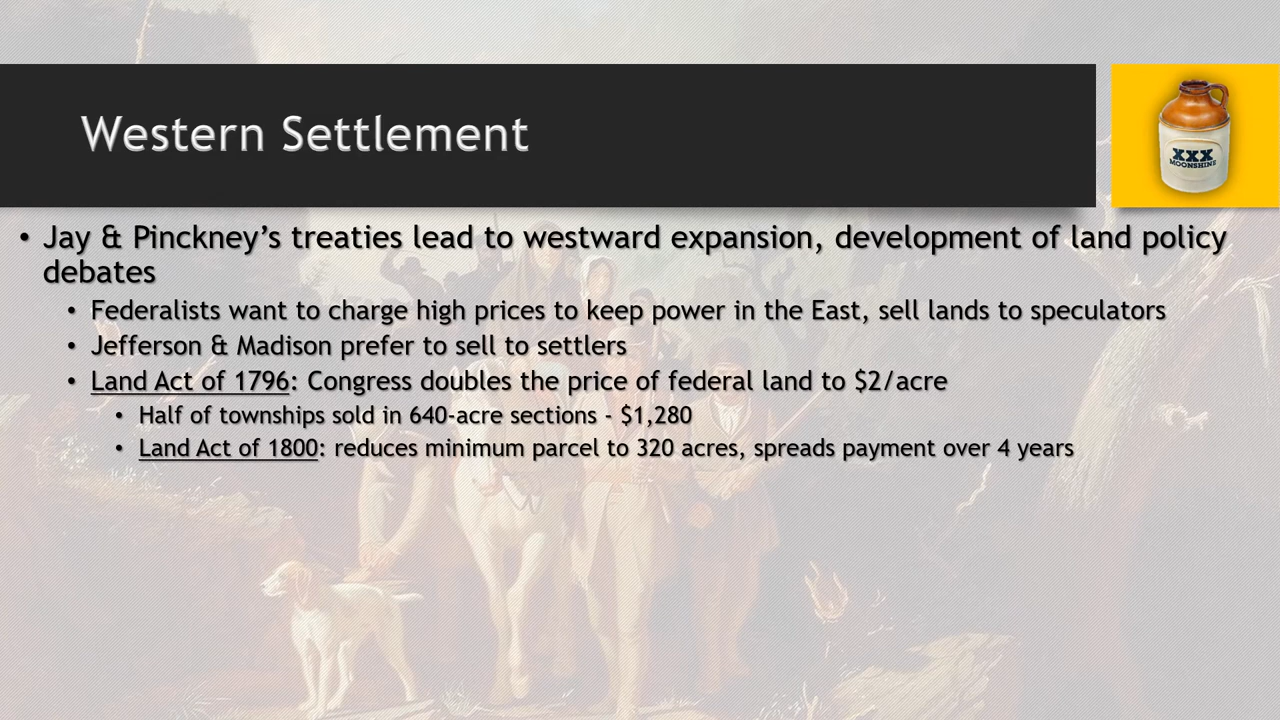 Western Settlement
XXX
MOONSHINE
• Jay & Pinckney’s treaties lead to westward expansion, development of land policy
debates
• Federalists want to charge high prices to keep power in the East, sell lands to speculators
• Jefferson & Madison prefer to sell to settlers
• Land Act of 1796: Congress doubles the price of federal land to $2/acre
• Half of townships sold in 640-acre sections - $1,280
• Land Act of 1800: reduces minimum parcel to 320 acres, spreads payment over 4 years